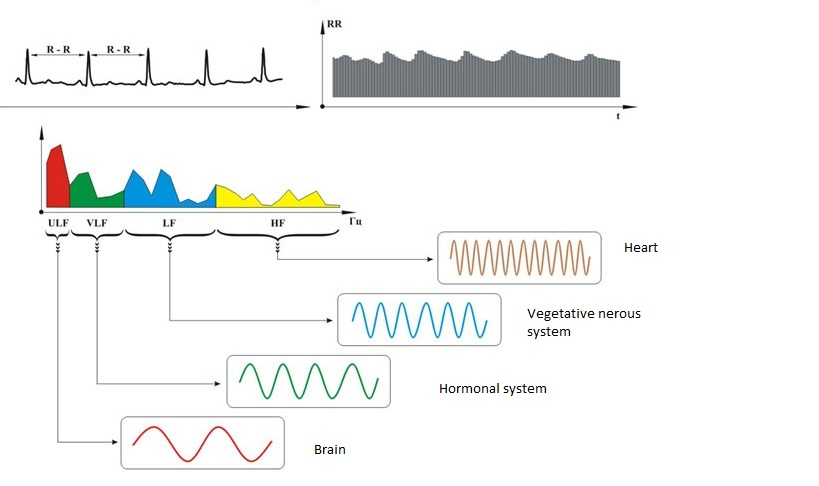 R - R
R - R
RR
t
ULF
VLF
LF
HF
Гц
Heart
Vegetative nerous
system
Hormonal system
Brain